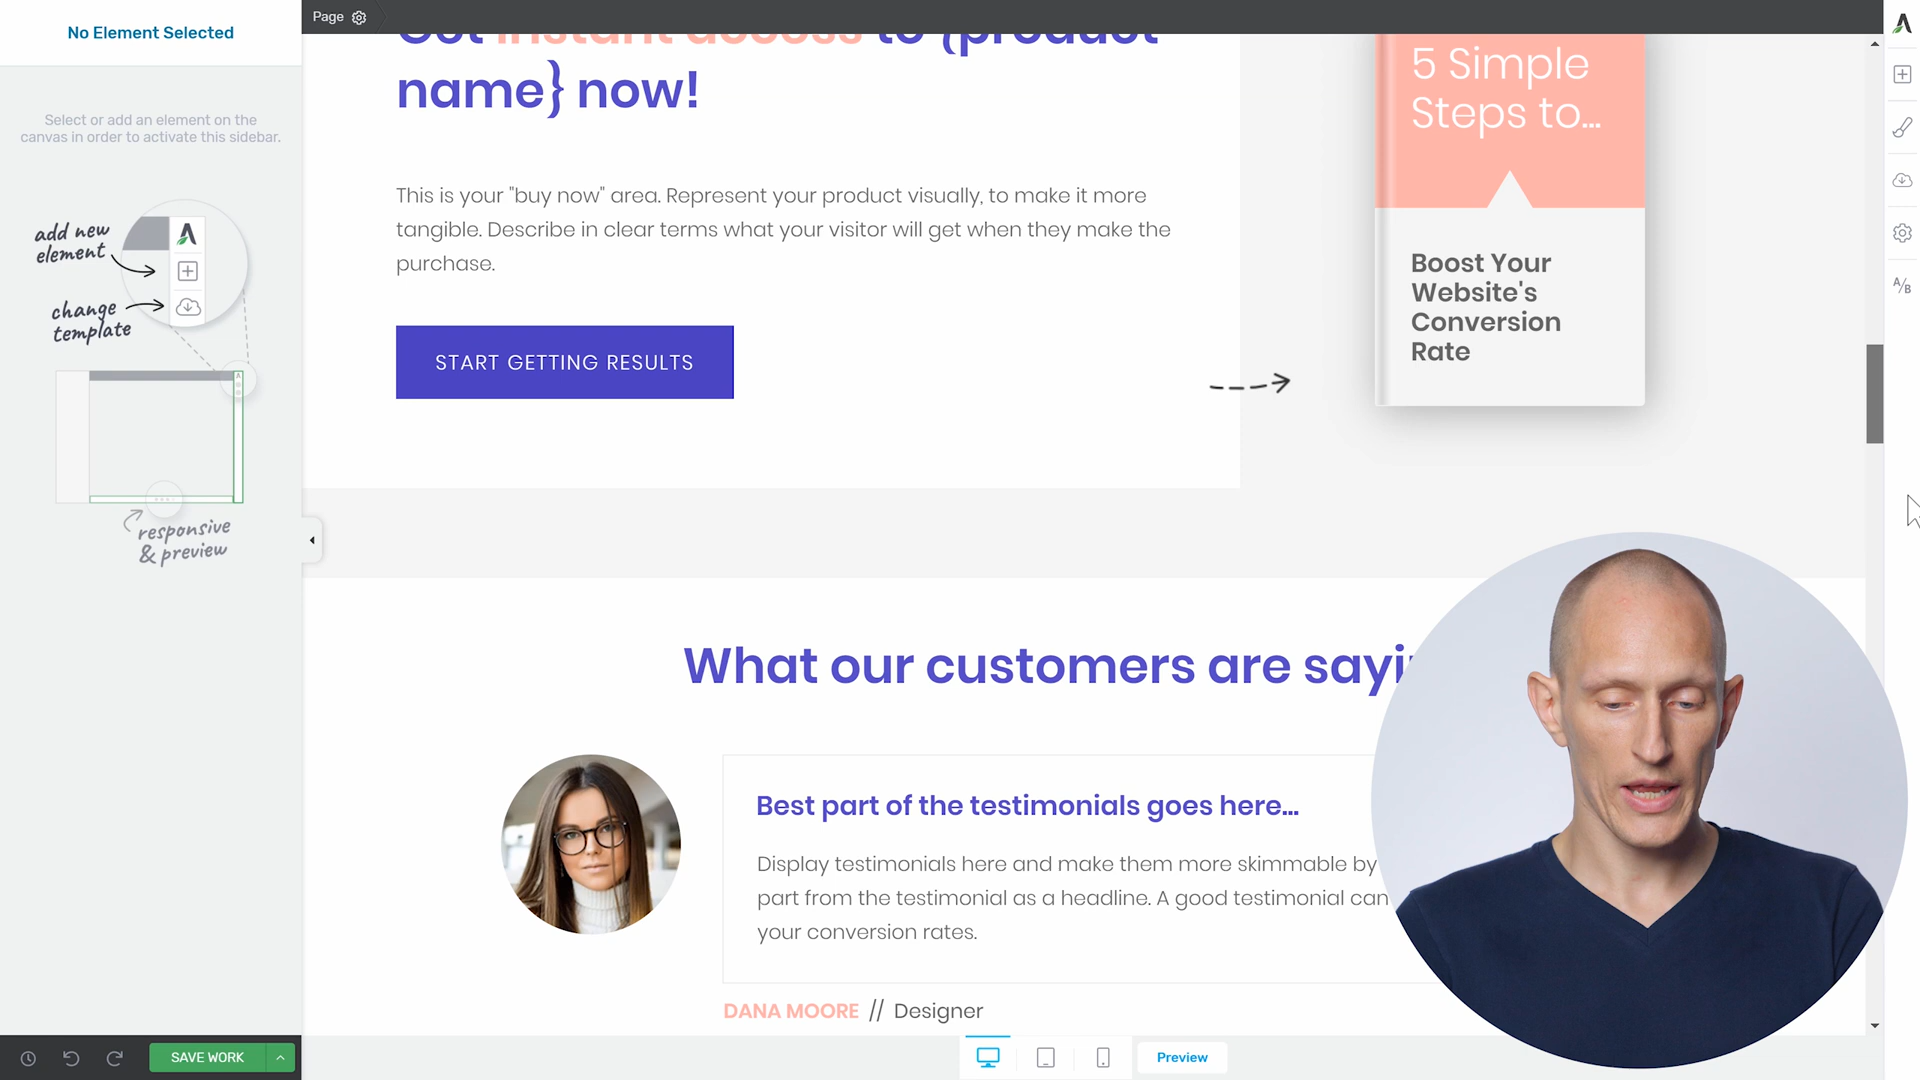 No Element Selected
Page
Select or add an element on the
canvas in order to activate this sidebar.
add new
element
change
template
responsive
& preview
SAVE WORK
Get instant access to {product
name} now!
This is your "buy now" area. Represent your product visually, to make it more
tangible. Describe in clear terms what your visitor will get when they make the
purchase.
START GETTING RESULTS
5 Simple
Steps to...
Boost Your
Website's
Conversion
Rate
What our customers are sayi
Best part of the testimonials goes here...
Display testimonials here and make them more skimmable by
part from the testimonial as a headline. A good testimonial can
your conversion rates.
DANA MOORE // Designer
Preview
A/B